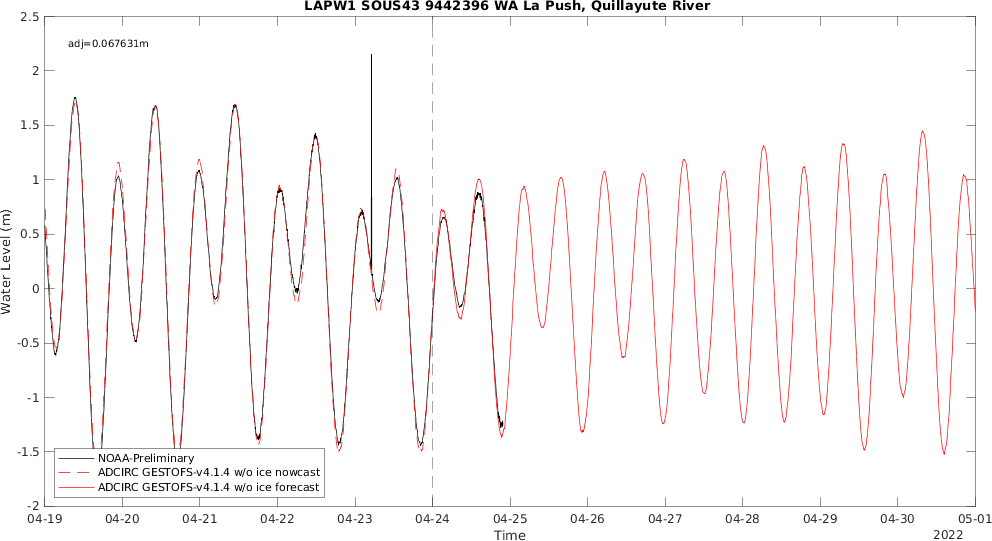 LAPW1 SOUS43 9442396 WA La Push, Quillayute River
2.5
adj=0.067631m
2
1.5
1
0.5
0
-0.5
-1
-1.5
-2
Water Level (m)
NOAA-Preliminary
ADCIRC GESTOFS-v4.1.4 w/o ice nowcast
ADCIRC GESTOFS-v4.1.4 w/o ice forecast
04-19 04-20 04-21 04-22 04-23 04-24 04-25 04-26 04-27 04-28 04-29 04-30 05-01
Time
2022